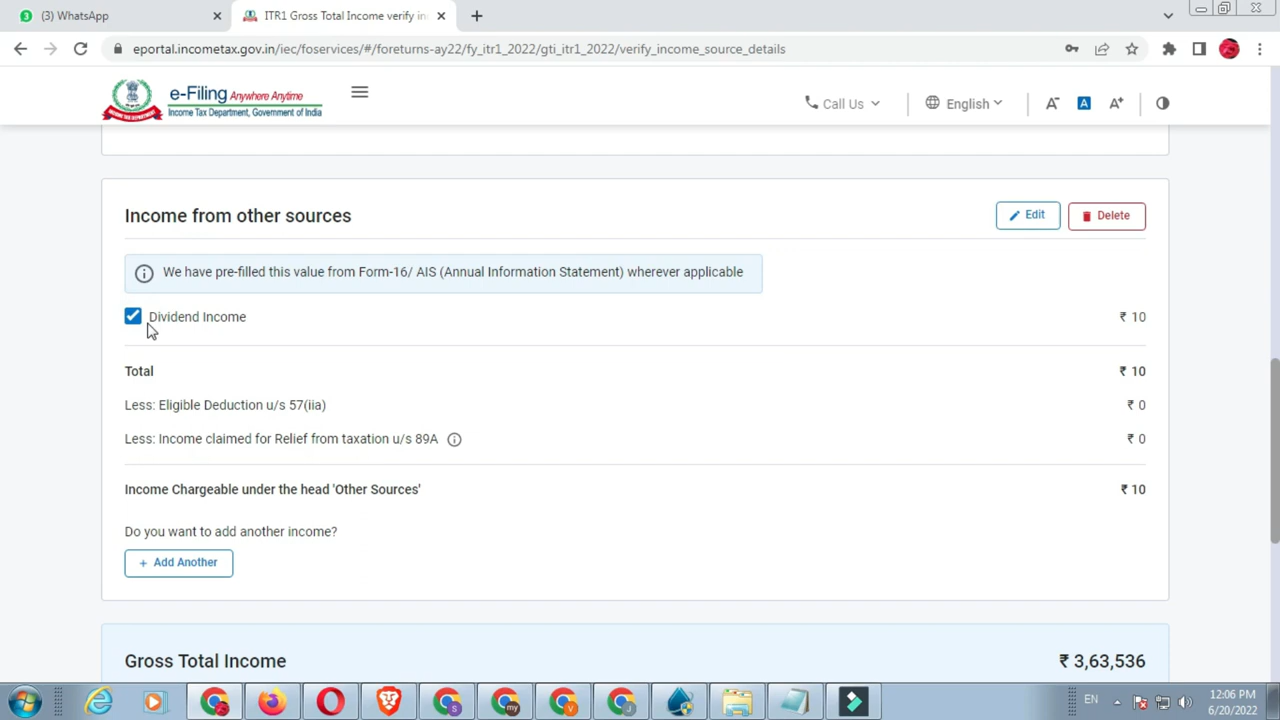 3
(3) WhatsApp
ITR1 Gross Total Income verify in
eportal.incometax.gov.in/iec/foservices/#/foreturns-ay22/fy_itr1_2022/gti_itr1_2022/verify_income_source_details
e-Filing Anywhere Anytime
Income Tax Department, Government of India
Call Us
English
A-
A
A+
Income from other sources
Edit
Delete
We have pre-filled this value from Form-16/ AIS (Annual Information Statement) wherever applicable
Dividend Income
₹ 10
Total
₹ 10
Less: Eligible Deduction u/s 57(iia)
₹ 0
Less: Income claimed for Relief from taxation u/s 89A
₹ 0
Income Chargeable under the head 'Other Sources'
₹ 10
Do you want to add another income?
+ Add Another
Gross Total Income
₹ 3,63,536
S
my
V
J
EN
12:06 PM
6/20/2022